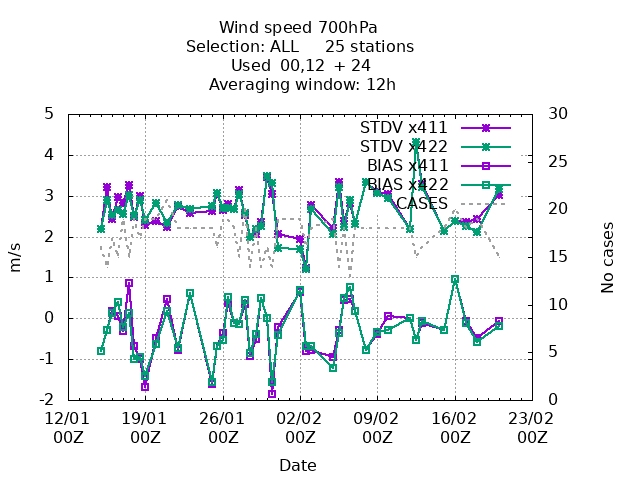 Wind speed 700hPa
Selection: ALL 25 stations
Used 00,12 + 24
Averaging window: 12h
5
4
3
2
1
0
-1
-2
m/s
30
25
20
15
10
5
0
No cases
STDV x411
STDV x422
BIAS x411
BIAS x422
CASES
12/01 19/01 26/01 02/02 09/02 16/02 23/02
00Z 00Z 00Z 00Z 00Z 00Z 00Z
Date